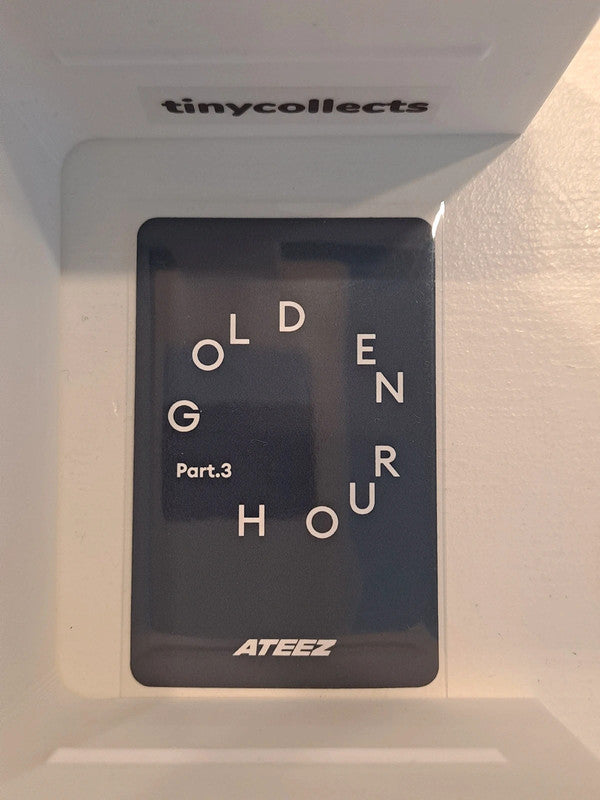 tinycollects
GOLDEN
HOUR
Part.3
ATEEZ